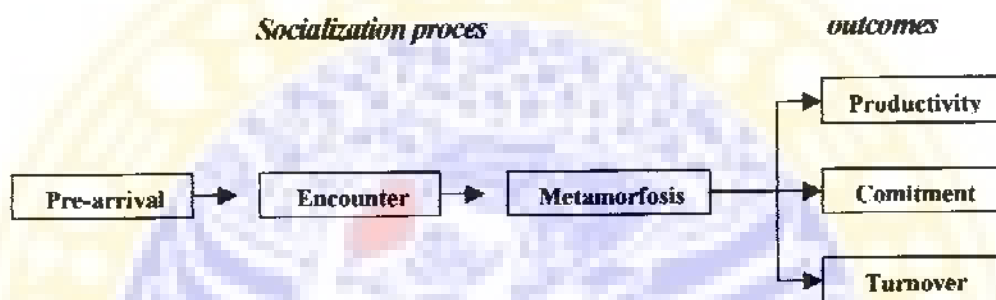 Socialization proces outcomes
Productivity
Pre-arrival Encounter Metamorfosis Comitment
Turnover